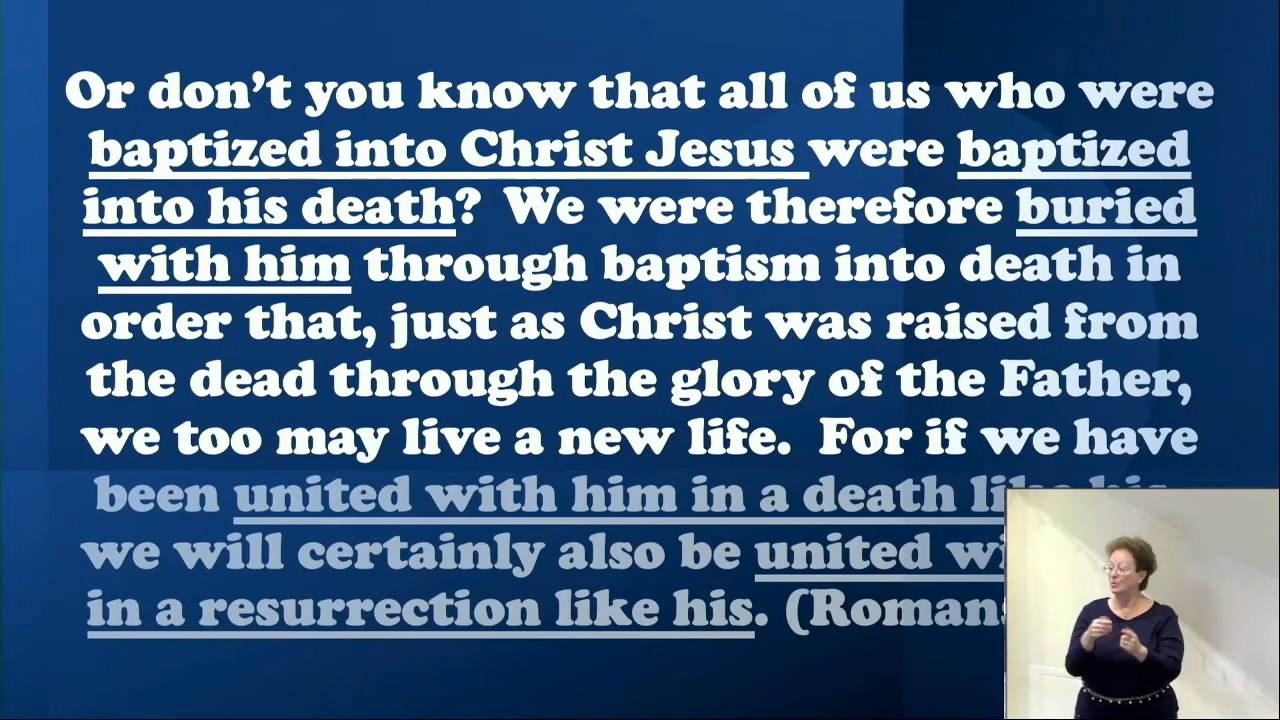 Or don’t you know that all of us who were
baptized into Christ Jesus were baptized
into his death?  We were therefore buried
with him through baptism into death in
order that, just as Christ was raised from
the dead through the glory of the Father,
we too may live a new life.  For if we have
been united with him in a death like his
we will certainly also be united
in a resurrection like his. (Romans